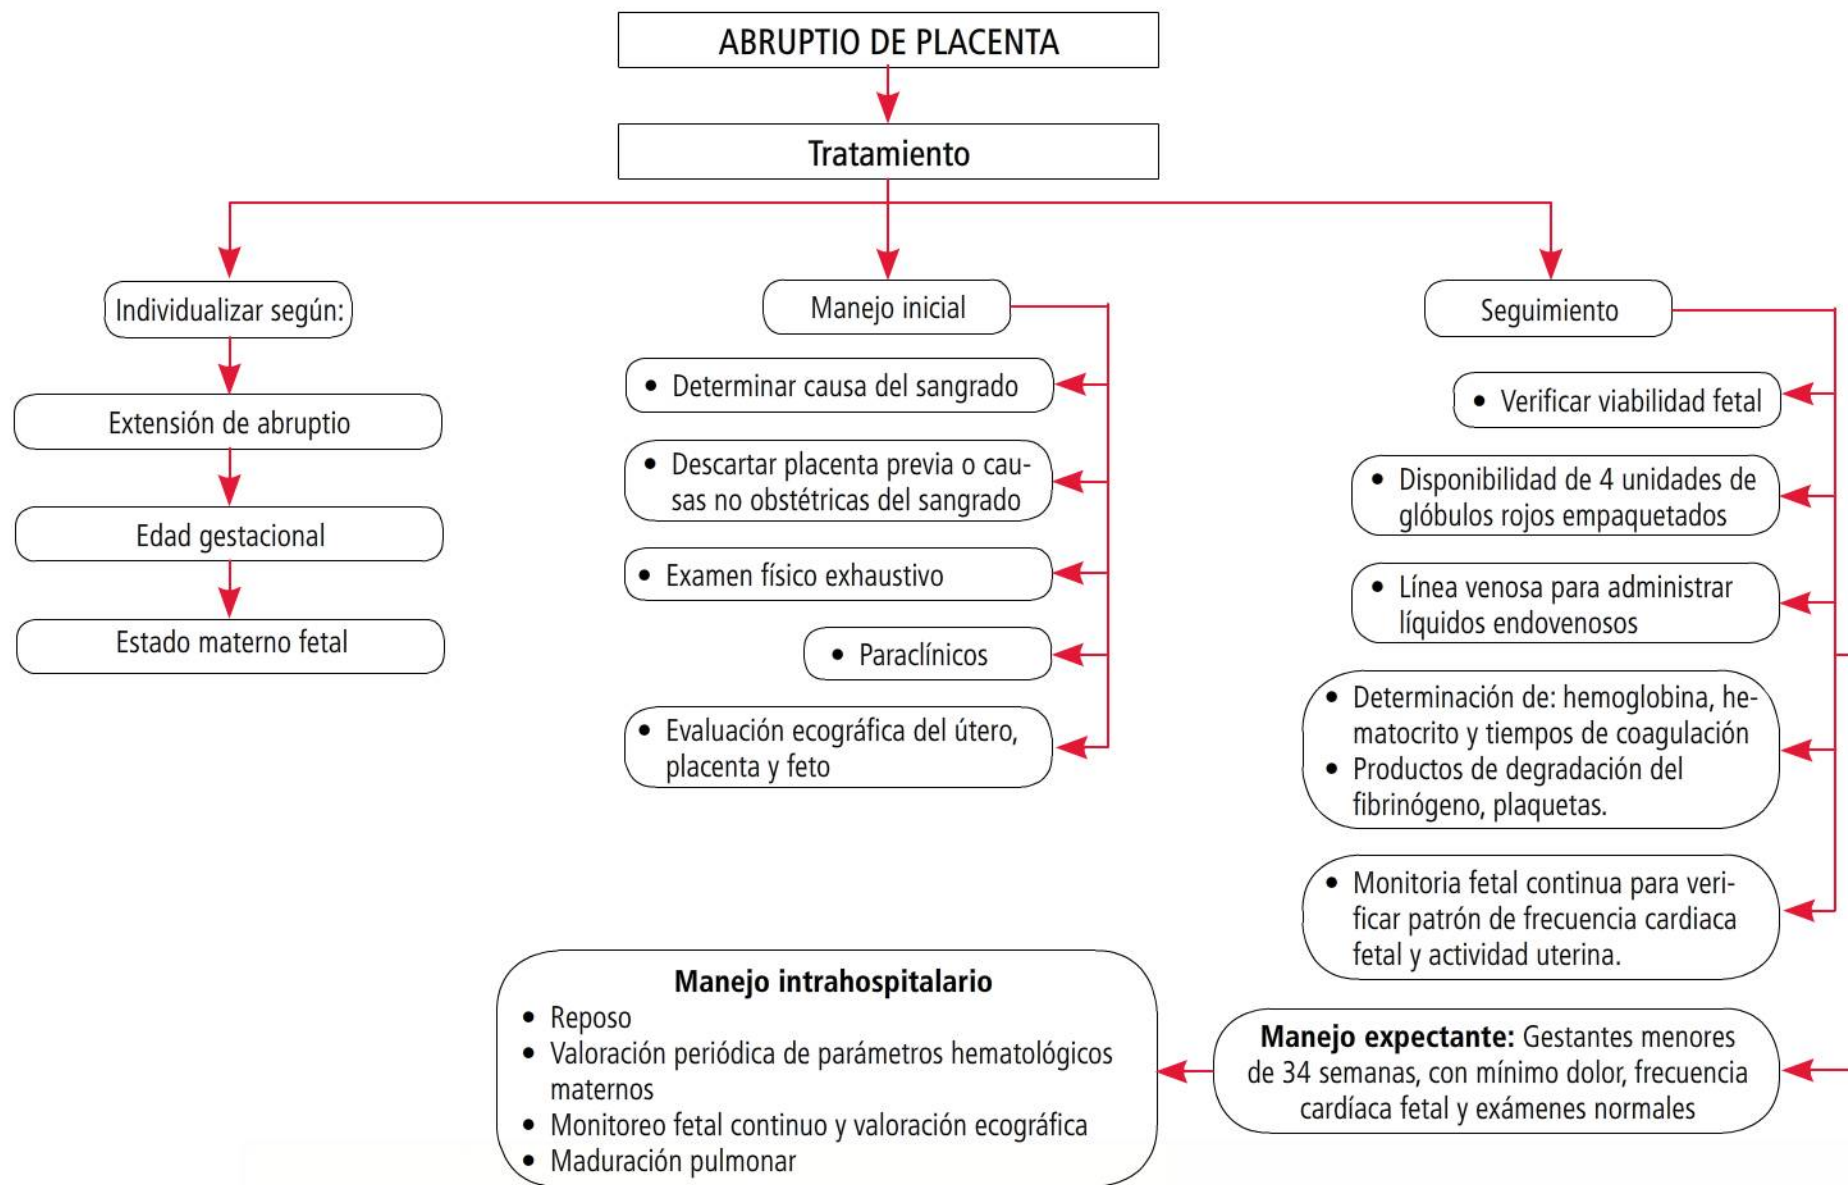 ABRUPTIO DE PLACENTA
Tratamiento
Individualizar según:
Extensión de abruptio
Edad gestacional
Estado materno fetal
Manejo inicial
• Determinar causa del sangrado
• Descartar placenta previa o cau-
sas no obstétricas del sangrado
• Examen físico exhaustivo
• Paraclínicos
• Evaluación ecográfica del útero,
placenta y feto
Seguimiento
• Verificar viabilidad fetal
• Disponibilidad de 4 unidades de
glóbulos rojos empaquetados
• Línea venosa para administrar
líquidos endovenosos
• Determinación de: hemoglobina, he-
matocrito y tiempos de coagulación
• Productos de degradación del
fibrinógeno, plaquetas.
• Monitoria fetal continua para veri-
ficar patrón de frecuencia cardiaca
fetal y actividad uterina.
Manejo expectante: Gestantes menores
de 34 semanas, con mínimo dolor, frecuencia
cardíaca fetal y exámenes normales
Manejo intrahospitalario
• Reposo
• Valoración periódica de parámetros hematológicos
maternos
• Monitoreo fetal continuo y valoración ecográfica
• Maduración pulmonar